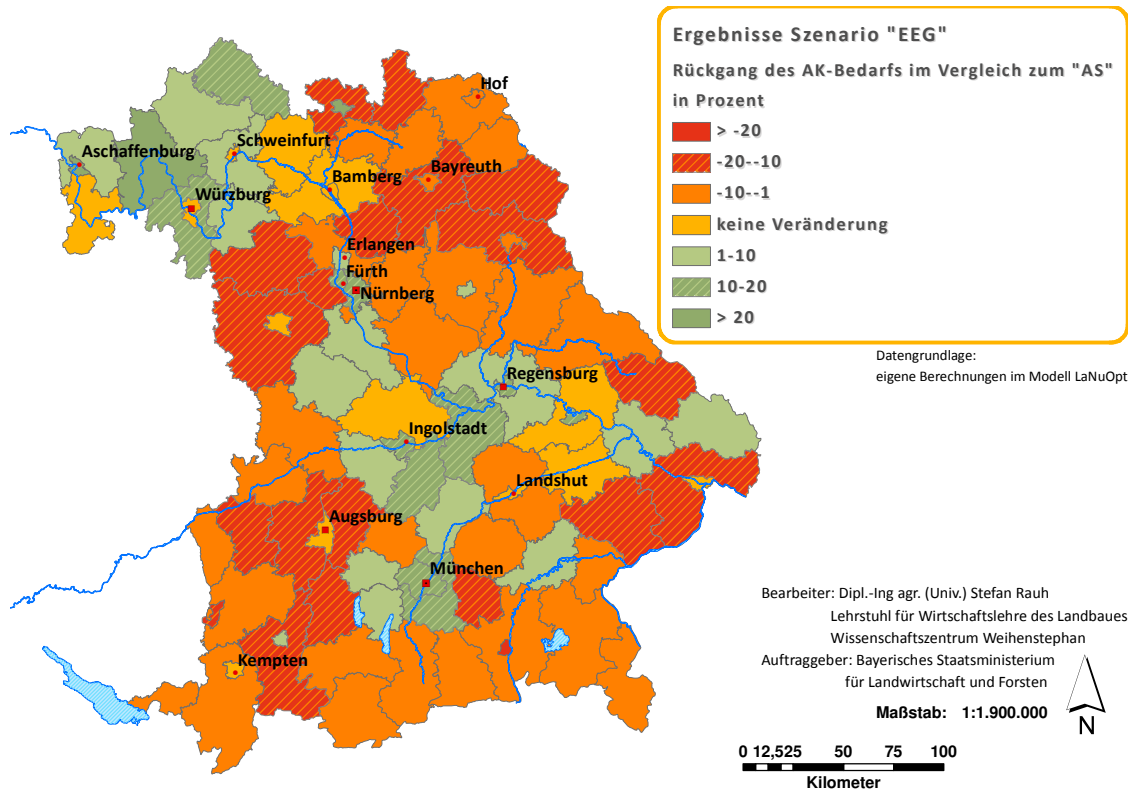 Ergebnisse Szenario "EEG"
Rückgang des AK-Bedarfs im Vergleich zum "AS"
in Prozent
> -20
-20--10
-10--1
keine Veränderung
1-10
10-20
> 20
Datengrundlage:
eigene Berechnungen im Modell LaNuOpt
Hof
Schweinfurt
Aschaffenburg
Bayreuth
Bamberg
Würzburg
Erlangen
Fürth
Nürnberg
Regensburg
Ingolstadt
Landshut
Augsburg
München
Kempten
Bearbeiter: Dipl.-Ing agr. (Univ.) Stefan Rauh
Lehrstuhl für Wirtschaftslehre des Landbaues
Wissenschaftszentrum Weihenstephan
Auftraggeber: Bayerisches Staatsministerium
für Landwirtschaft und Forsten
Maßstab: 1:1.900.000
N
0 12,525 50 75 100
Kilometer